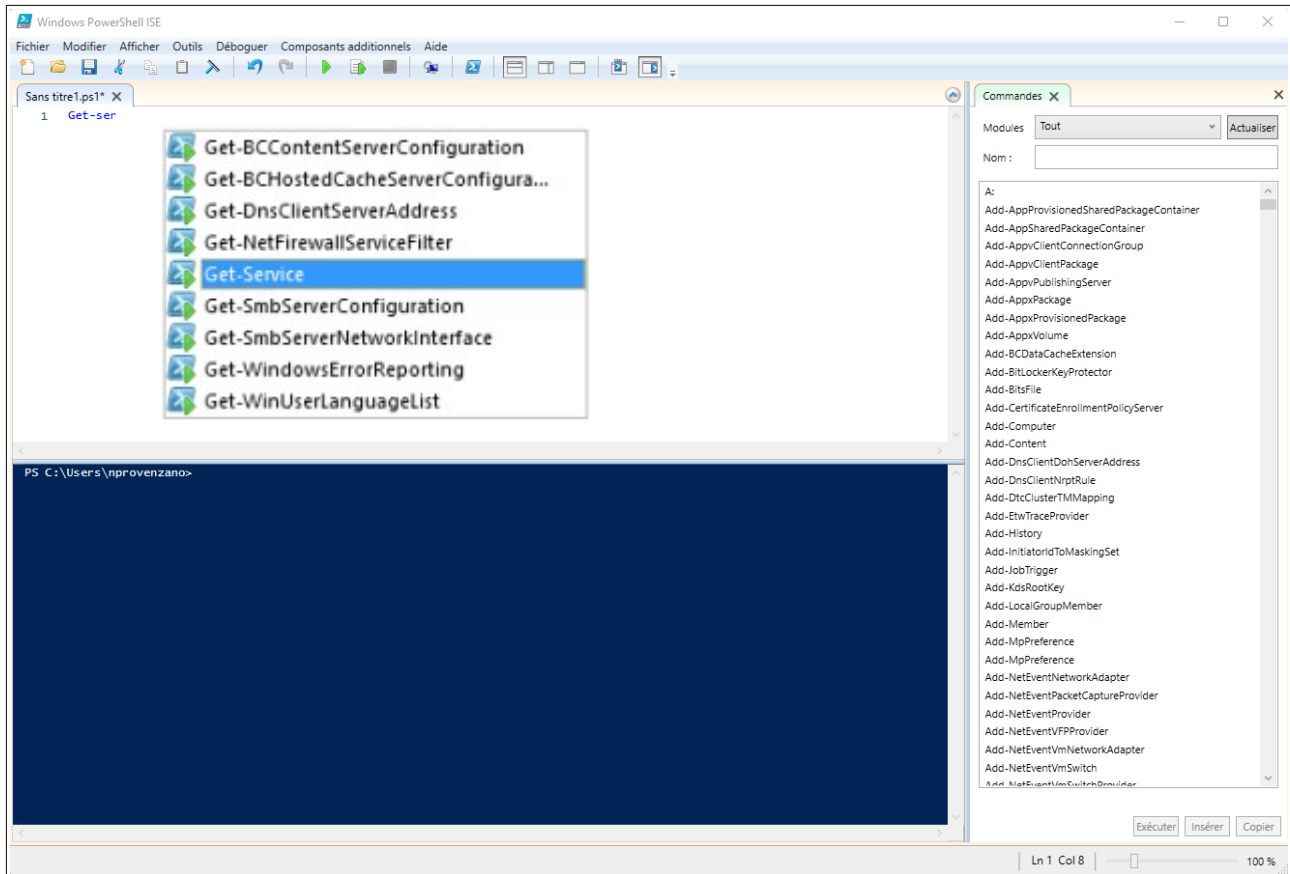 Windows PowerShell ISE
Fichier Modifier Afficher Outils Déboguer Composants additionnels Aide
Sans titre1.ps1* X
1 Get-ser
Get-BCContentServerConfiguration
Get-BCHostedCacheServerConfigura...
Get-DnsClientServerAddress
Get-NetFirewallServiceFilter
Get-Service
Get-SmbServerConfiguration
Get-SmbServerNetworkInterface
Get-WindowsErrorReporting
Get-WinUserLanguageList
PS C:\Users\nprovenzano>
Commandes X
Modules Tout Actualiser
Nom :
A:
Add-AppProvisionedSharedPackageContainer
Add-AppSharedPackageContainer
Add-AppvClientConnectionGroup
Add-AppvClientPackage
Add-AppvPublishingServer
Add-AppxPackage
Add-AppxProvisionedPackage
Add-AppxVolume
Add-BCDataCacheExtension
Add-BitLockerKeyProtector
Add-BitsFile
Add-CertificateEnrollmentPolicyServer
Add-Computer
Add-Content
Add-DnsClientDohServerAddress
Add-DnsClientNrptRule
Add-DtcClusterTMMapping
Add-EtwTraceProvider
Add-History
Add-InitiatorIdToMaskingSet
Add-JobTrigger
Add-KdsRootKey
Add-LocalGroupMember
Add-Member
Add-MpPreference
Add-MpPreference
Add-NetEventNetworkAdapter
Add-NetEventPacketCaptureProvider
Add-NetEventProvider
Add-NetEventVFPProvider
Add-NetEventVmNetworkAdapter
Add-NetEventVmSwitch
Add-NetEventVmSwitchProvider
Exécuter Insérer Copier
Ln 1 Col 8 100 %